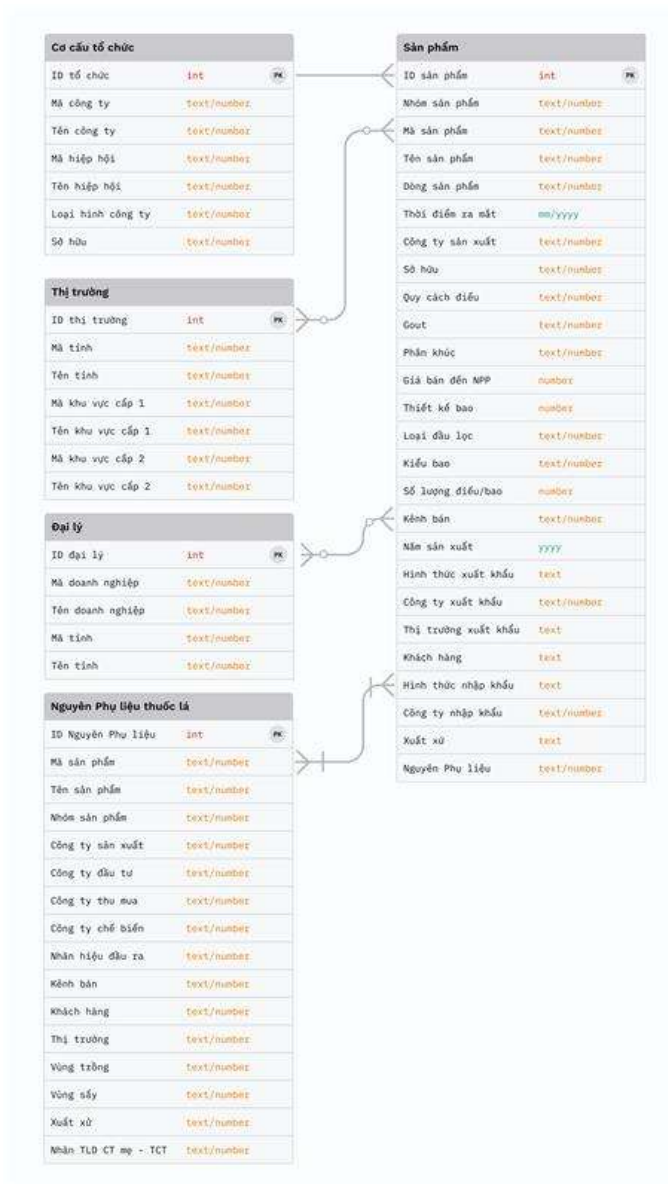 Cơ cấu tổ chức
ID tổ chức int PK
Mã công ty text/number
Tên công ty text/number
Mã hiệp hội text/number
Tên hiệp hội text/number
Loại hình công ty text/number
Sở hữu text/number
Thị trường
ID thị trường int PK
Mã tỉnh text/number
Tên tỉnh text/number
Mã khu vực cấp 1 text/number
Tên khu vực cấp 1 text/number
Mã khu vực cấp 2 text/number
Tên khu vực cấp 2 text/number
Đại lý
ID đại lý int PK
Mã doanh nghiệp text/number
Tên doanh nghiệp text/number
Mã tỉnh text/number
Tên tỉnh text/number
Nguyên Phụ liệu thuốc lá
ID Nguyên Phụ liệu int PK
Mã sản phẩm text/number
Tên sản phẩm text/number
Nhóm sản phẩm text/number
Công ty sản xuất text/number
Công ty đầu tư text/number
Công ty thu mua text/number
Công ty chế biến text/number
Nhãn hiệu đầu ra text/number
Kênh bán text/number
Khách hàng text/number
Thị trường text/number
Vùng trồng text/number
Vùng sấy text/number
Xuất xứ text/number
Nhãn TLĐ CT mẹ - TCT text/number
Sản phẩm
ID sản phẩm int PK
Nhóm sản phẩm text/number
Mã sản phẩm text/number
Tên sản phẩm text/number
Dòng sản phẩm text/number
Thời điểm ra mắt mm/yyyy
Công ty sản xuất text/number
Sở hữu text/number
Quy cách điếu text/number
Gout text/number
Phân khúc text/number
Giá bán đến NPP number
Thiết kế bao number
Loại đầu lọc text/number
Kiểu bao text/number
Số lượng điếu/bao number
Kênh bán text/number
Năm sản xuất yyyy
Hình thức xuất khẩu text
Công ty xuất khẩu text/number
Thị trường xuất khẩu text
Khách hàng text
Hình thức nhập khẩu text
Công ty nhập khẩu text/number
Xuất xứ text
Nguyên Phụ liệu text/number